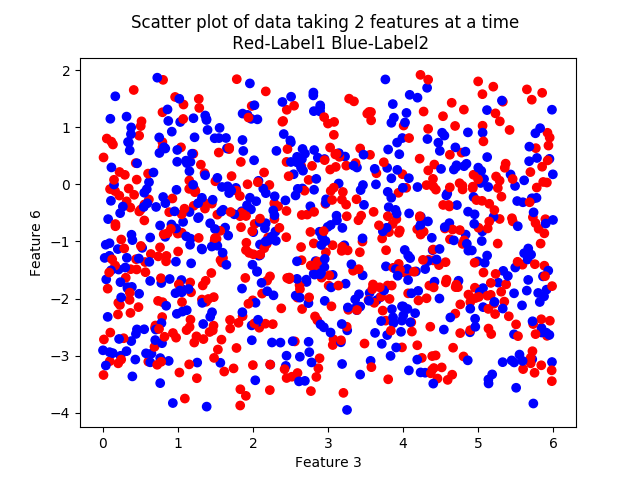 Scatter plot of data taking 2 features at a time
Red-Label1 Blue-Label2
2
1
0
−1
−2
−3
−4
Feature 6
0 1 2 3 4 5 6
Feature 3